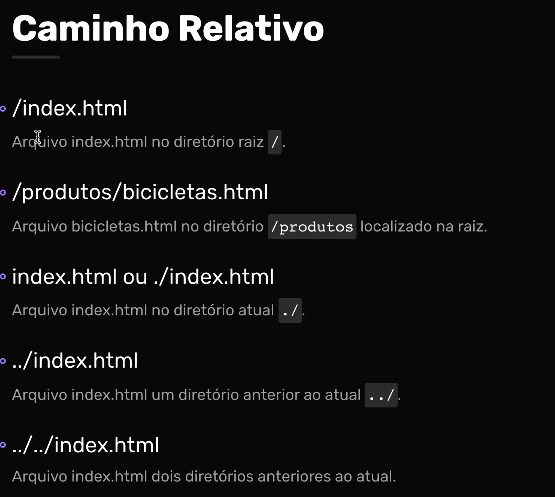 Caminho Relativo
/index.html
Arquivo index.html no diretório raiz /.
/produtos/bicicletas.html
Arquivo bicicletas.html no diretório /produtos localizado na raiz.
index.html ou ./index.html
Arquivo index.html no diretório atual ./.
../index.html
Arquivo index.html um diretório anterior ao atual ../.
../../index.html
Arquivo index.html dois diretórios anteriores ao atual.